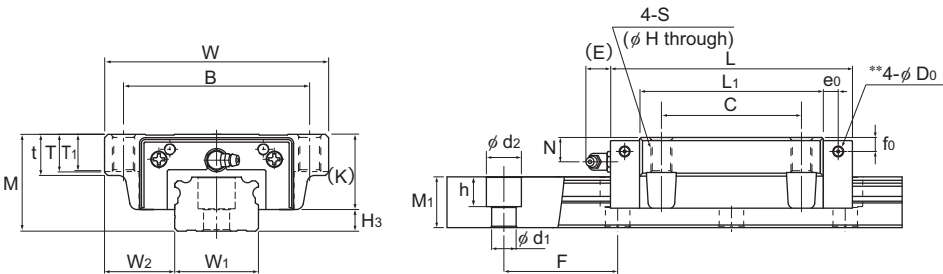 W
B
t
T
T1
M
(K)
H3
W2
W1
4-S
(φ H through)
(E)
L
L1
e0
C
**4-φ D0
N
f0
φ d2
h
M1
φ d1
F